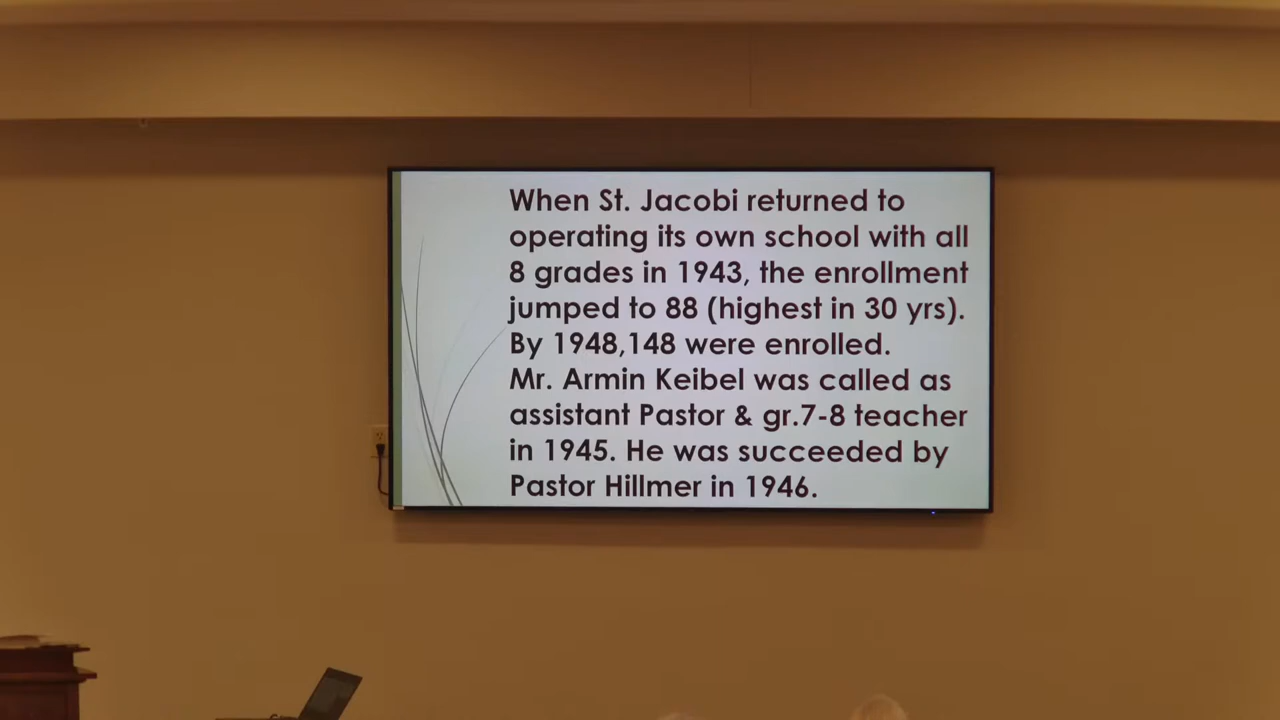 When St. Jacobi returned to
operating its own school with all
8 grades in 1943, the enrollment
jumped to 88 (highest in 30 yrs).
By 1948,148 were enrolled.
Mr. Armin Keibel was called as
assistant Pastor & gr.7-8 teacher
in 1945. He was succeeded by
Pastor Hillmer in 1946.